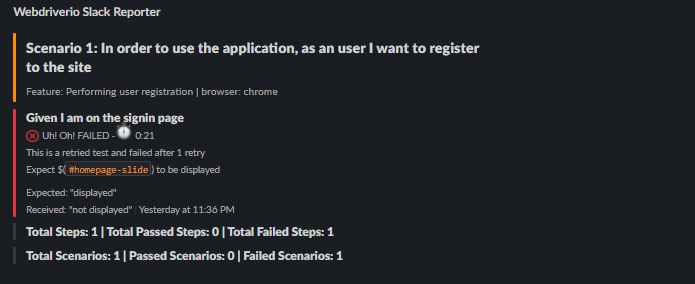 Webdriverio Slack Reporter
Scenario 1: In order to use the application, as an user I want to register
to the site
Feature: Performing user registration | browser: chrome
Given I am on the signin page
Uh! Oh! FAILED - 0:21
This is a retried test and failed after 1 retry
Expect $(#homepage-slide) to be displayed
Expected: "displayed"
Received: "not displayed" | Yesterday at 11:36 PM
Total Steps: 1 | Total Passed Steps: 0 | Total Failed Steps: 1
Total Scenarios: 1 | Passed Scenarios: 0 | Failed Scenarios: 1